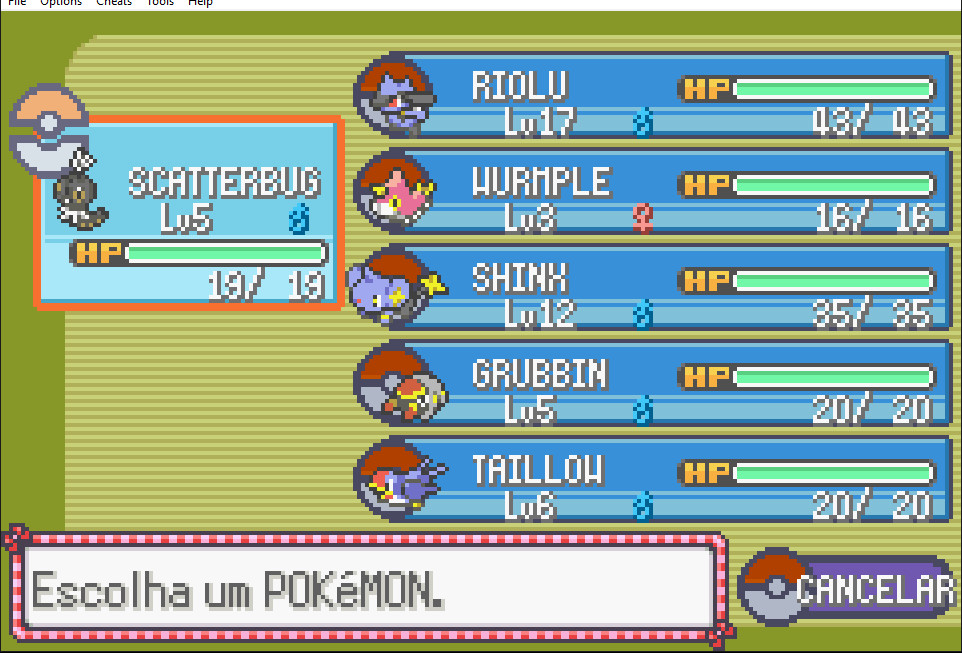 File Options Cheats Tools Help
SCATTERBUG
Lv5 ♂
HP
19/ 19
RIOLU HP
Lv17 ♂ 43/ 43
WURMPLE HP
Lv3 ♀ 16/ 16
SHINX HP
Lv12 ♂ 35/ 35
GRUBBIN HP
Lv5 ♂ 20/ 20
TAILLOW HP
Lv6 ♂ 20/ 20
Escolha um POKéMON.
CANCELAR